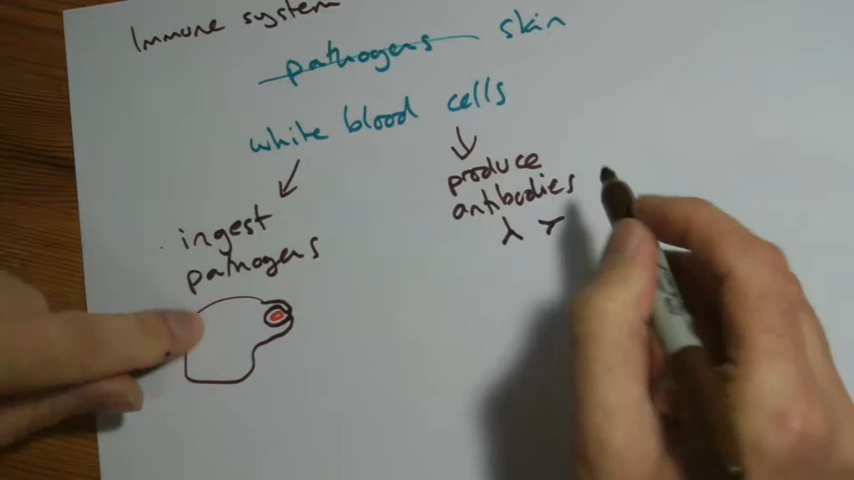 Immune system
pathogens skin
white blood cells
ingest
pathogens
produce
antibodies